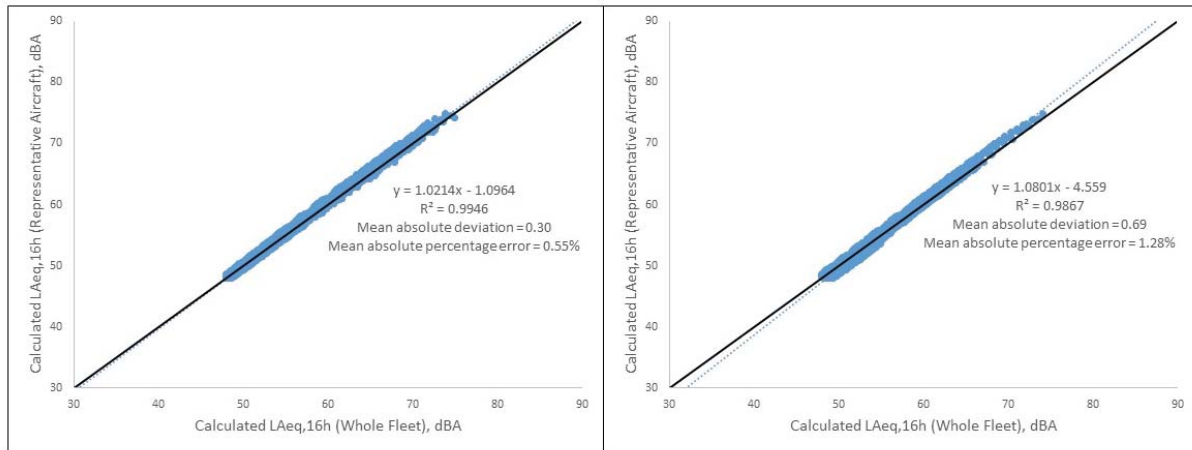 90
80
70
60
50
40
30
Calculated LAeq,16h (Representative Aircraft), dBA
y = 1.0214x - 1.0964
R² = 0.9946
Mean absolute deviation = 0.30
Mean absolute percentage error = 0.55%
30 40 50 60 70 80 90
Calculated LAeq,16h (Whole Fleet), dBA
90
80
70
60
50
40
30
Calculated LAeq,16h (Representative Aircraft), dBA
y = 1.0801x - 4.559
R² = 0.9867
Mean absolute deviation = 0.69
Mean absolute percentage error = 1.28%
30 40 50 60 70 80 90
Calculated LAeq,16h (Whole Fleet), dBA